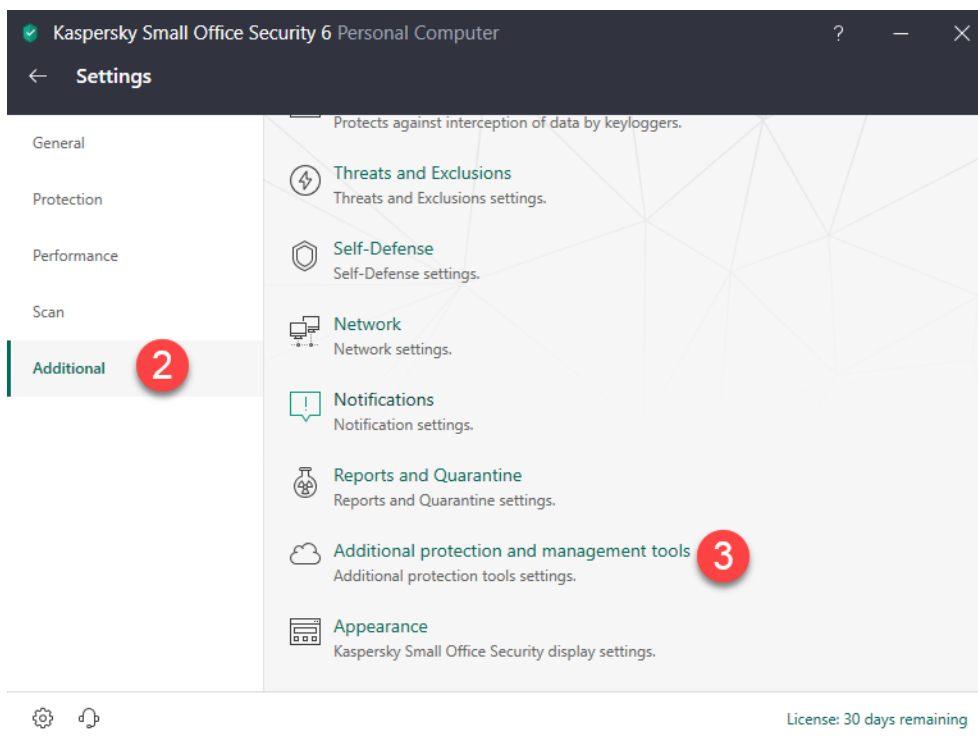 Kaspersky Small Office Security 6 Personal Computer
?
Settings
General
Protection
Performance
Scan
Additional
2
Protects against interception of data by keyloggers.
Threats and Exclusions
Threats and Exclusions settings.
Self-Defense
Self-Defense settings.
Network
Network settings.
Notifications
Notification settings.
Reports and Quarantine
Reports and Quarantine settings.
Additional protection and management tools
3
Additional protection tools settings.
Appearance
Kaspersky Small Office Security display settings.
License: 30 days remaining